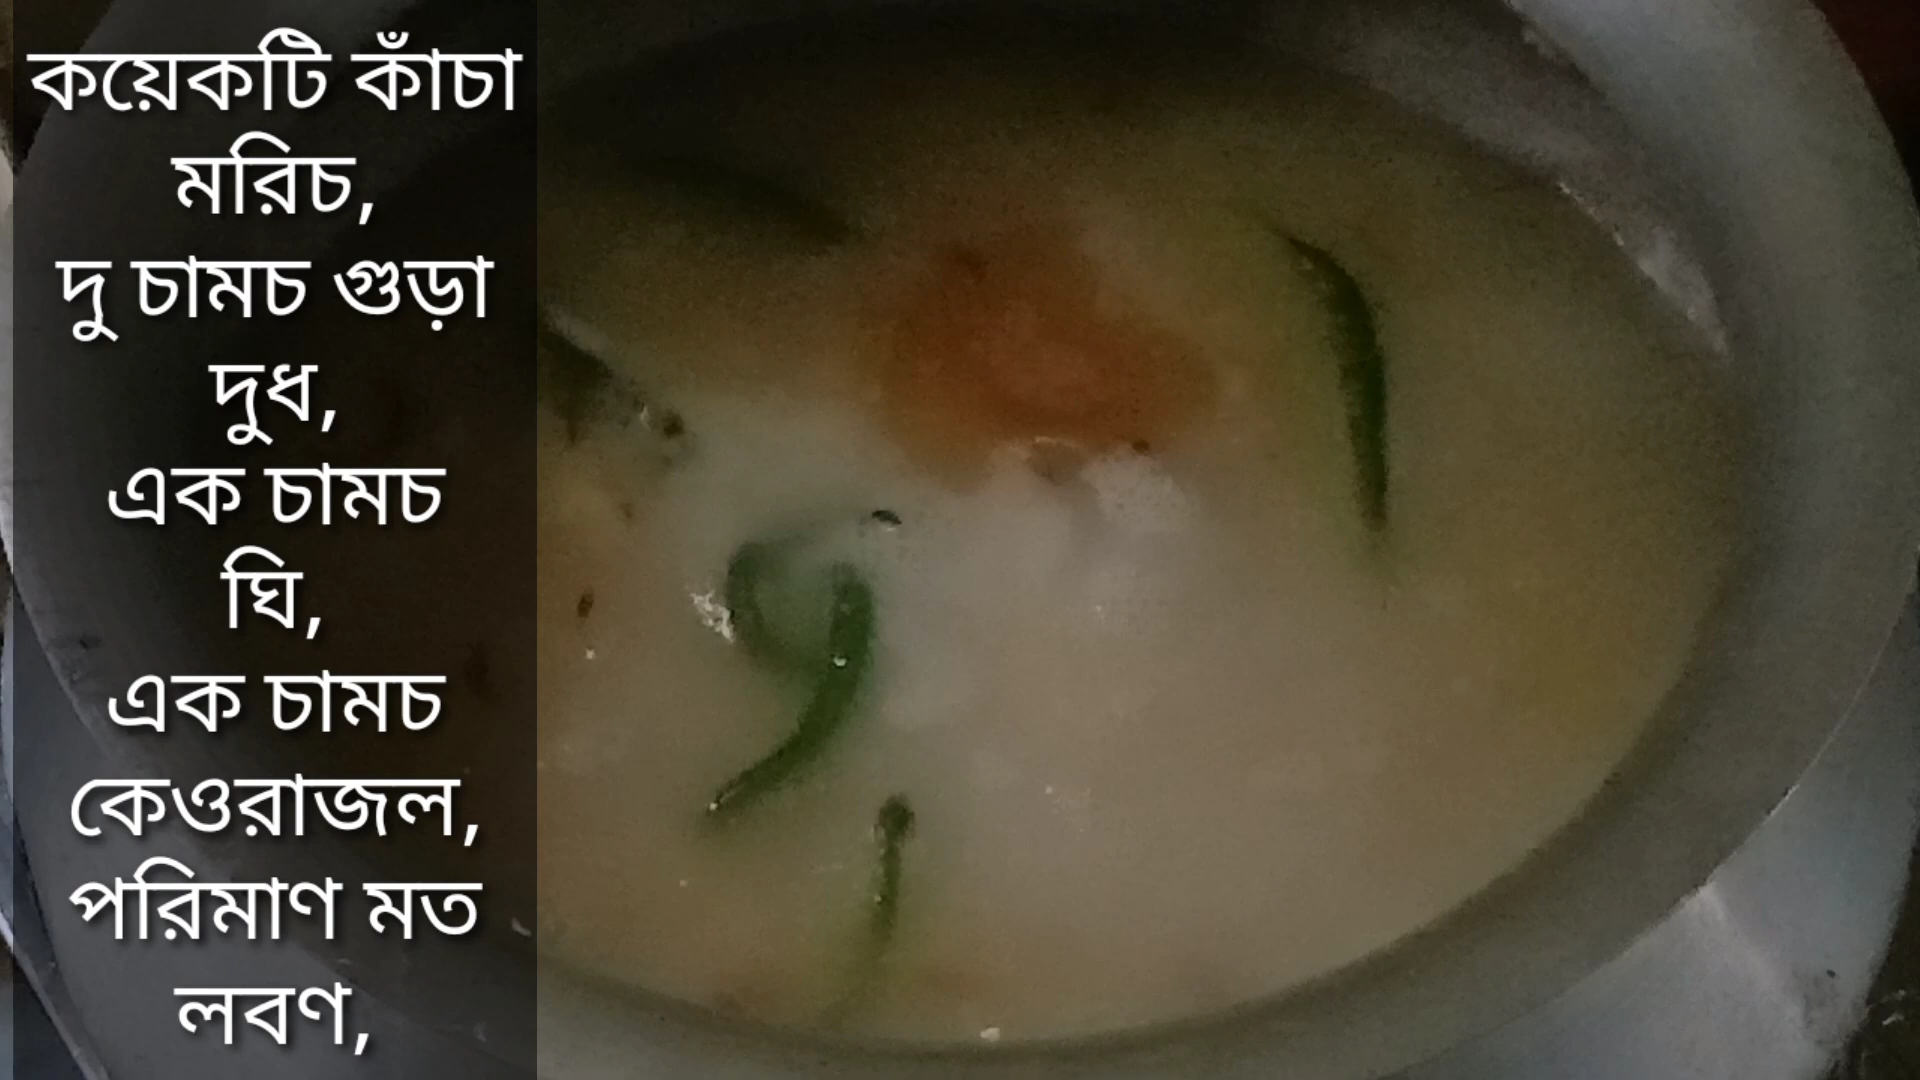 কয়েকটি কাঁচা
মরিচ,
দু চামচ গুড়া
দুধ,
এক চামচ
ঘি,
এক চামচ
কেওরাজল,
পরিমাণ মত
লবণ,